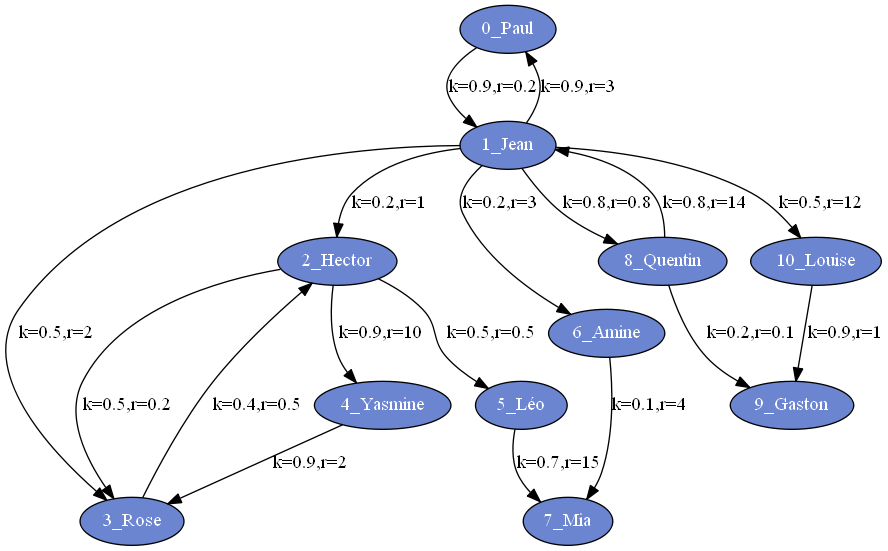 0_Paul
k=0.9,r=0.2
k=0.9,r=3
1_Jean
k=0.2,r=1
k=0.2,r=3
k=0.8,r=0.8
k=0.8,r=14
k=0.5,r=12
2_Hector
8_Quentin
10_Louise
k=0.5,r=2
k=0.9,r=10
k=0.5,r=0.5
6_Amine
k=0.2,r=0.1
k=0.9,r=1
k=0.5,r=0.2
k=0.4,r=0.5
4_Yasmine
5_Léo
k=0.1,r=4
9_Gaston
k=0.9,r=2
k=0.7,r=15
3_Rose
7_Mia